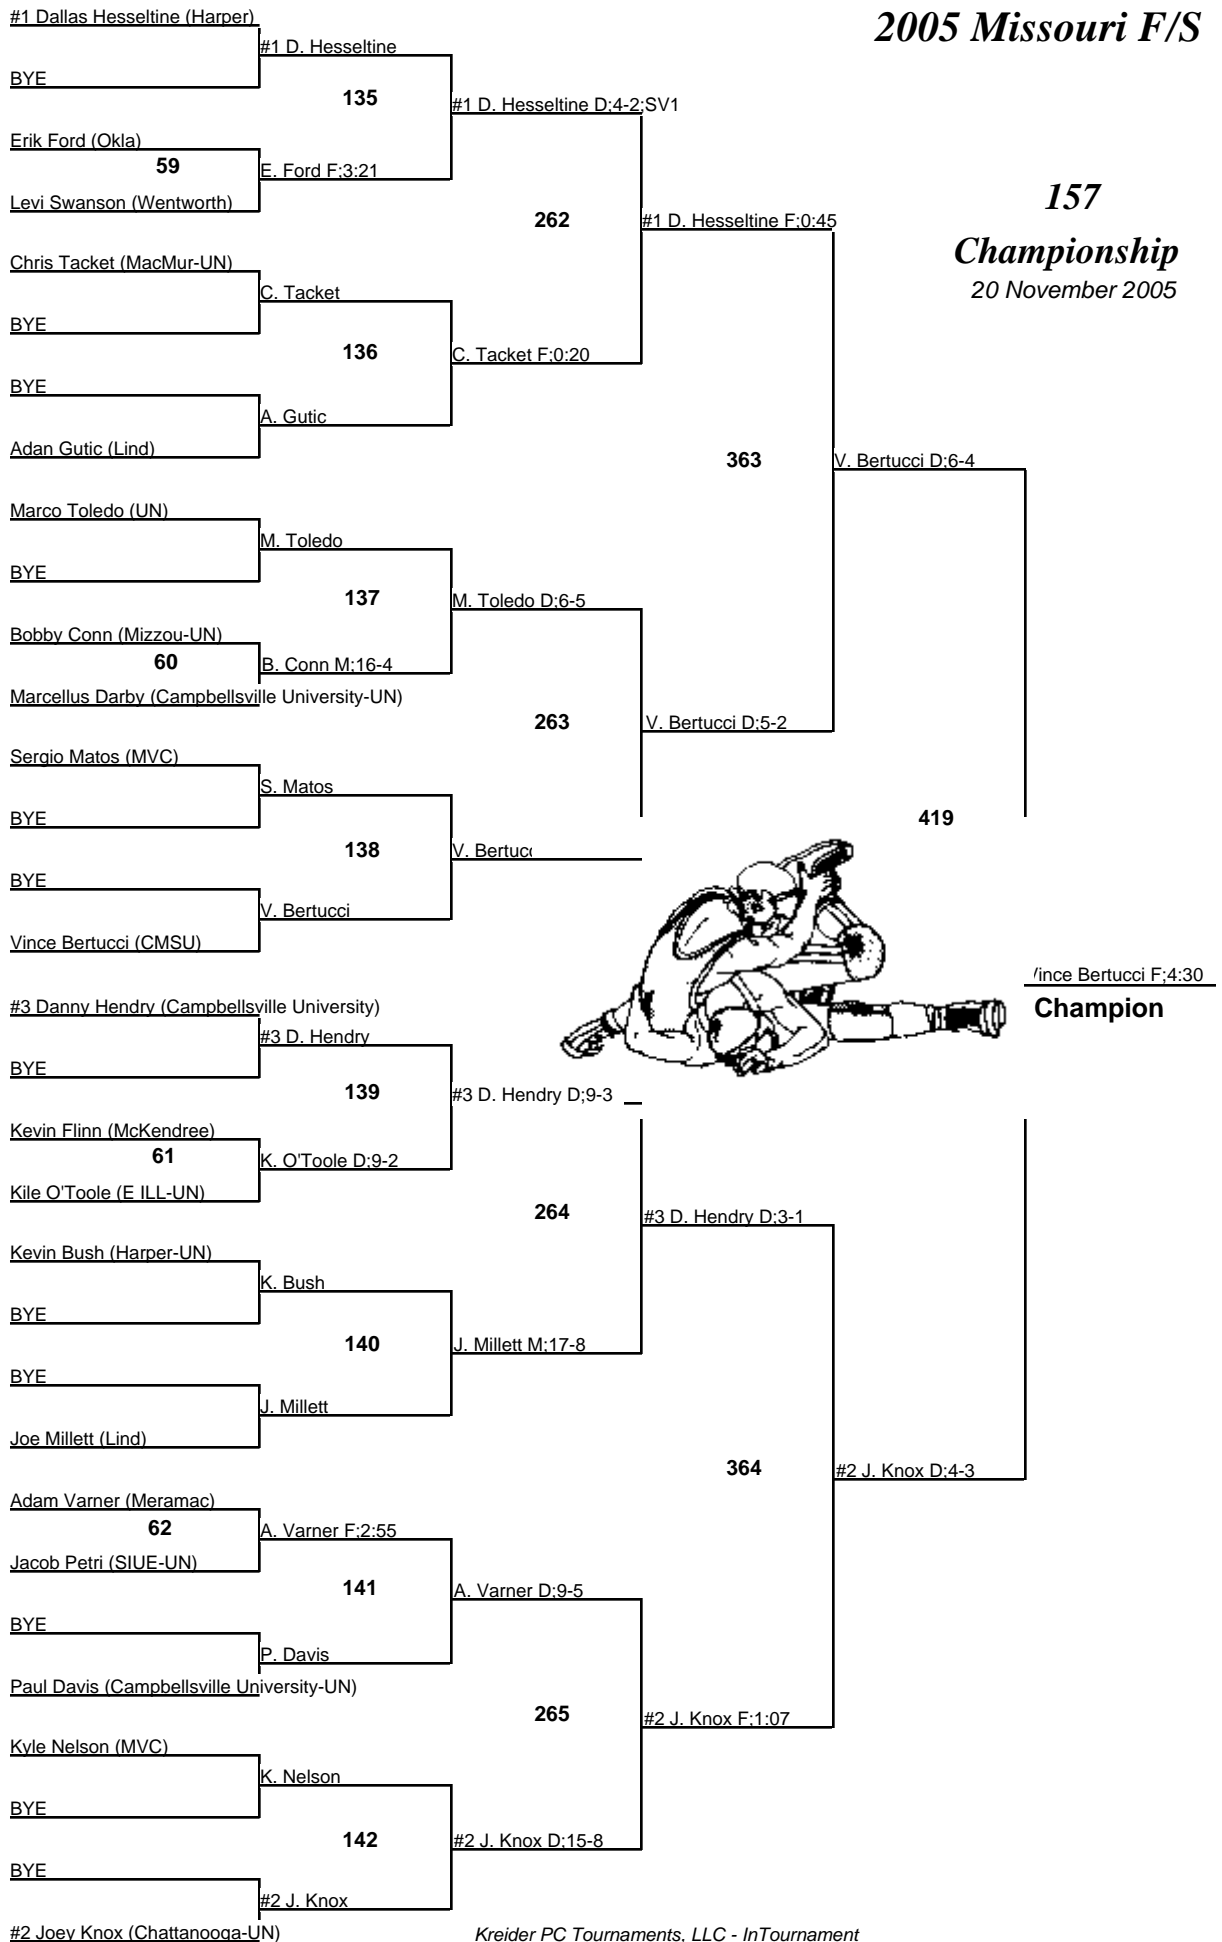 #1 Dallas Hesseltine (Harper)
2005 Missouri F/S
#1 D. Hesseltine
BYE
135
#1 D. Hesseltine D;4-2;SV1
Erik Ford (Okla)
59
E. Ford F;3:21
Levi Swanson (Wentworth)
157
262
#1 D. Hesseltine F;0:45
Championship
Chris Tacket (MacMur-UN)
20 November 2005
C. Tacket
BYE
136
C. Tacket F;0:20
BYE
A. Gutic
Adan Gutic (Lind)
363
V. Bertucci D;6-4
Marco Toledo (UN)
M. Toledo
BYE
137
M. Toledo D;6-5
Bobby Conn (Mizzou-UN)
60
B. Conn M;16-4
Marcellus Darby (Campbellsville University-UN)
263
V. Bertucci D;5-2
Sergio Matos (MVC)
S. Matos
BYE
419
138
V. Bertucc
BYE
V. Bertucci
Vince Bertucci (CMSU)
Vince Bertucci F;4:30
#3 Danny Hendry (Campbellsville University)
Champion
#3 D. Hendry
BYE
139
#3 D. Hendry D;9-3
Kevin Flinn (McKendree)
61
K. O'Toole D;9-2
Kile O'Toole (E ILL-UN)
264
#3 D. Hendry D;3-1
Kevin Bush (Harper-UN)
K. Bush
BYE
140
J. Millett M;17-8
BYE
J. Millett
Joe Millett (Lind)
364
#2 J. Knox D;4-3
Adam Varner (Meramac)
62
A. Varner F;2:55
Jacob Petri (SIUE-UN)
141
A. Varner D;9-5
BYE
P. Davis
Paul Davis (Campbellsville University-UN)
265
#2 J. Knox F;1:07
Kyle Nelson (MVC)
K. Nelson
BYE
142
#2 J. Knox D;15-8
BYE
#2 J. Knox
#2 Joey Knox (Chattanooga-UN)
Kreider PC Tournaments, LLC - InTournament